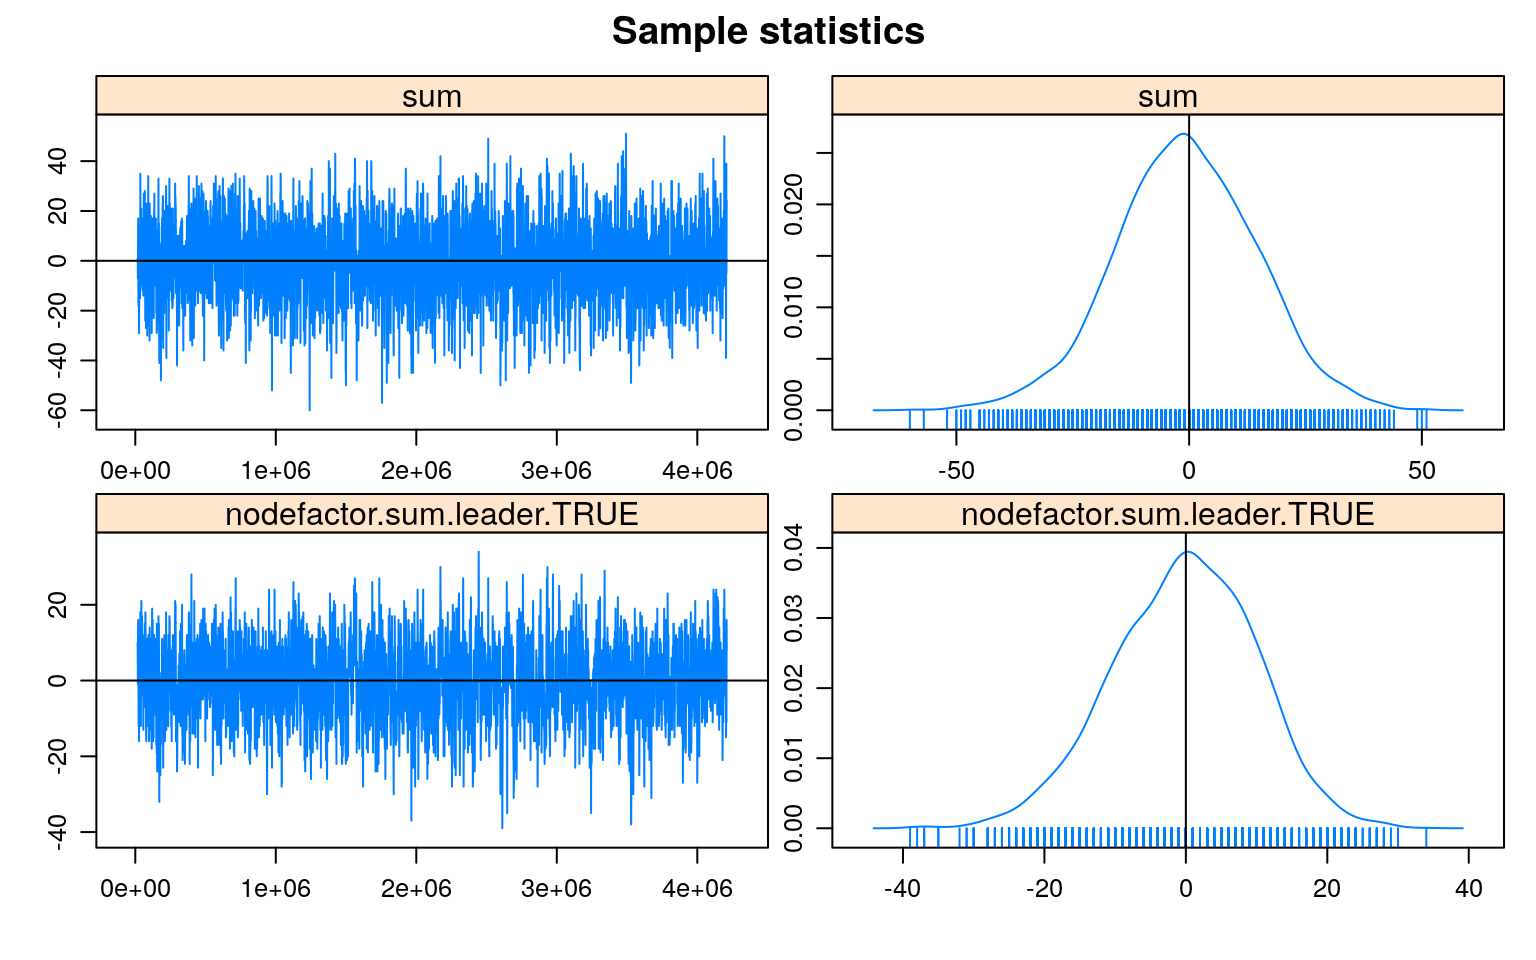 Sample statistics
sum
40
20
0
-20
-40
-60
0e+00 1e+06 2e+06 3e+06 4e+06
sum
0.020
0.010
0.000
-50 0 50
nodefactor.sum.leader.TRUE
20
0
-20
-40
0e+00 1e+06 2e+06 3e+06 4e+06
nodefactor.sum.leader.TRUE
0.04
0.03
0.02
0.01
0.00
-40 -20 0 20 40